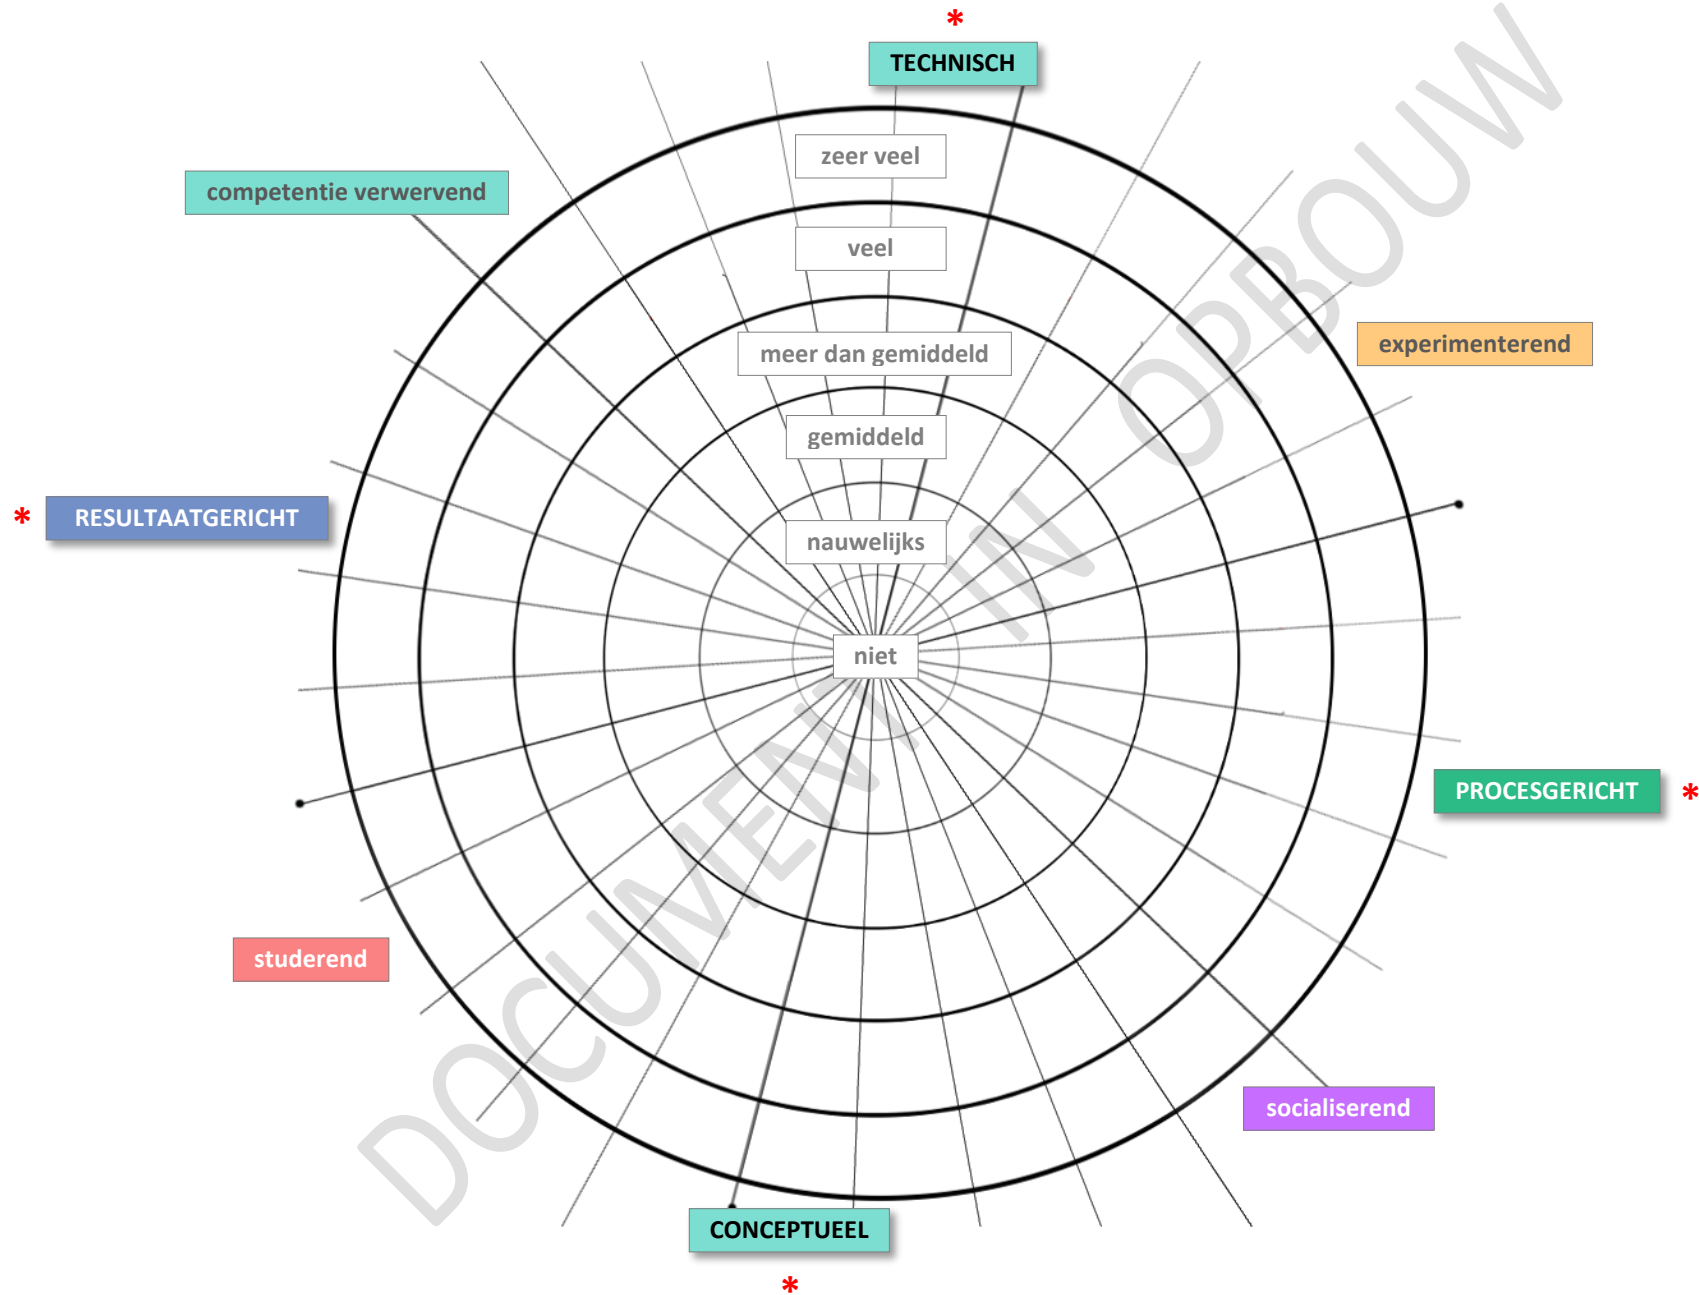 *
TECHNISCH
zeer veel
competentie verwervend
veel
experimenterend
meer dan gemiddeld
gemiddeld
* RESULTAATGERICHT
nauwelijks
niet
PROCESGERICHT *
studerend
socialiserend
CONCEPTUEEL
*
DOCUMENT IN OPBOUW